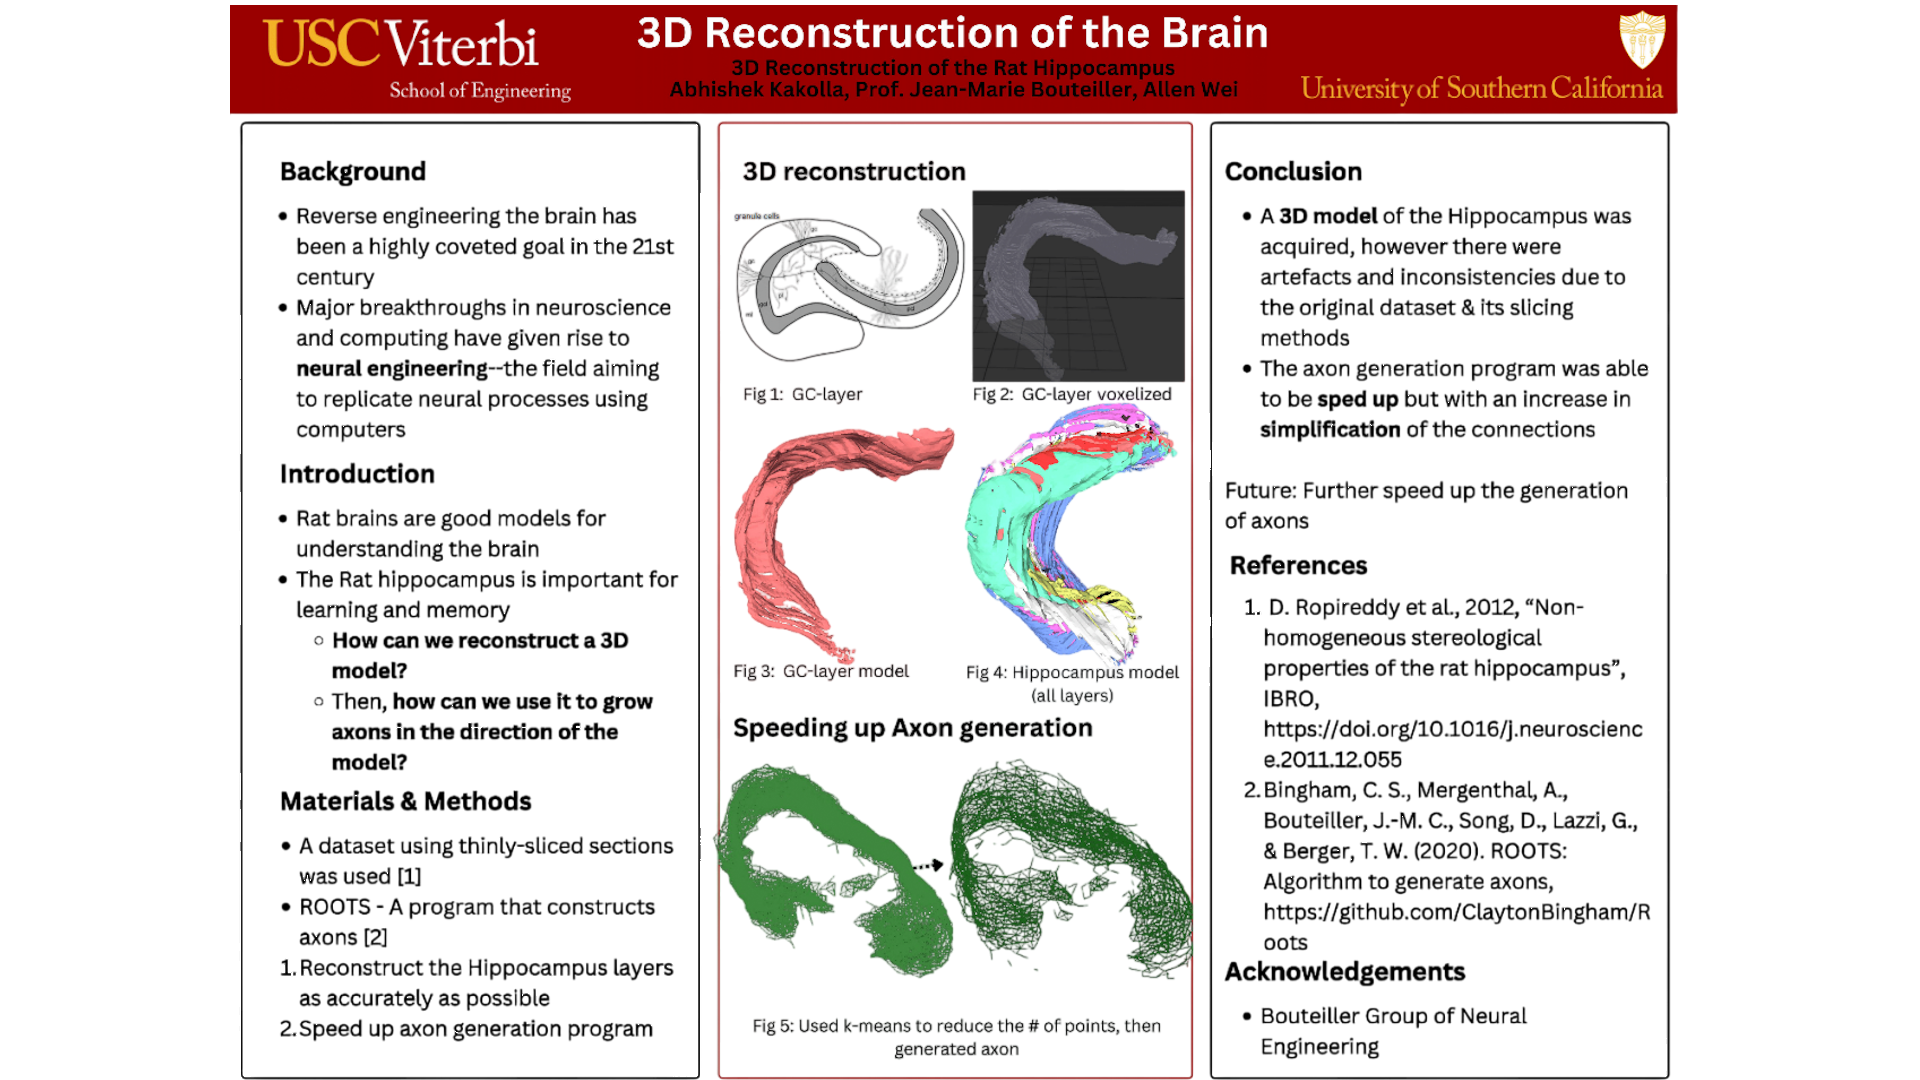 USC Viterbi
School of Engineering
3D Reconstruction of the Brain
3D Reconstruction of the Rat Hippocampus
Abhishek Kakolla, Prof. Jean-Marie Bouteiller, Allen Wei
University of Southern California
Background
• Reverse engineering the brain has
been a highly coveted goal in the 21st
century
• Major breakthroughs in neuroscience
and computing have given rise to
neural engineering--the field aiming
to replicate neural processes using
computers
Introduction
• Rat brains are good models for
understanding the brain
• The Rat hippocampus is important for
learning and memory
◦ How can we reconstruct a 3D
model?
◦ Then, how can we use it to grow
axons in the direction of the
model?
Materials & Methods
• A dataset using thinly-sliced sections
was used [1]
• ROOTS - A program that constructs
axons [2]
1. Reconstruct the Hippocampus layers
as accurately as possible
2. Speed up axon generation program
3D reconstruction
granule cells
Fig 1: GC-layer
Fig 2: GC-layer voxelized
Fig 3: GC-layer model
Fig 4: Hippocampus model
(all layers)
Speeding up Axon generation
Fig 5: Used k-means to reduce the # of points, then
generated axon
Conclusion
• A 3D model of the Hippocampus was
acquired, however there were
artefacts and inconsistencies due to
the original dataset & its slicing
methods
• The axon generation program was able
to be sped up but with an increase in
simplification of the connections
Future: Further speed up the generation
of axons
References
1. D. Ropireddy et al., 2012, “Non-
homogeneous stereological
properties of the rat hippocampus”,
IBRO,
https://doi.org/10.1016/j.neuroscienc
e.2011.12.055
2. Bingham, C. S., Mergenthal, A.,
Bouteiller, J.-M. C., Song, D., Lazzi, G.,
& Berger, T. W. (2020). ROOTS:
Algorithm to generate axons,
https://github.com/ClaytonBingham/R
oots
Acknowledgements
• Bouteiller Group of Neural
Engineering